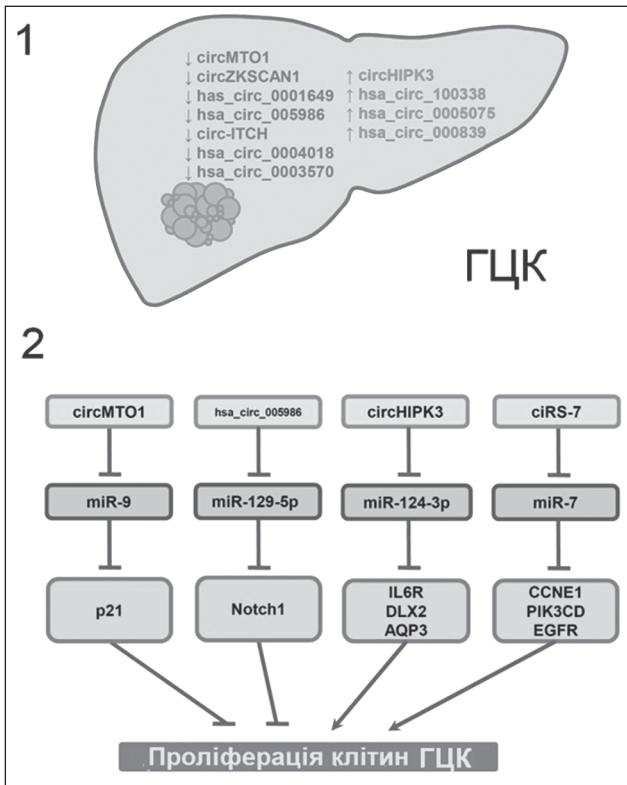 1
↓ circMTO1
↓ circZKSCAN1
↓ has_circ_0001649
↓ hsa_circ_005986
↓ circ-ITCH
↓ hsa_circ_0004018
↓ hsa_circ_0003570
↑ circHIPK3
↑ hsa_circ_100338
↑ hsa_circ_0005075
↑ hsa_circ_000839
ГЦК
2
circMTO1 hsa_circ_005986 circHIPK3 ciRS-7
miR-9 miR-129-5p miR-124-3p miR-7
p21
Notch1
IL6R
DLX2
AQP3
CCNE1
PIK3CD
EGFR
Проліферація клітин ГЦК